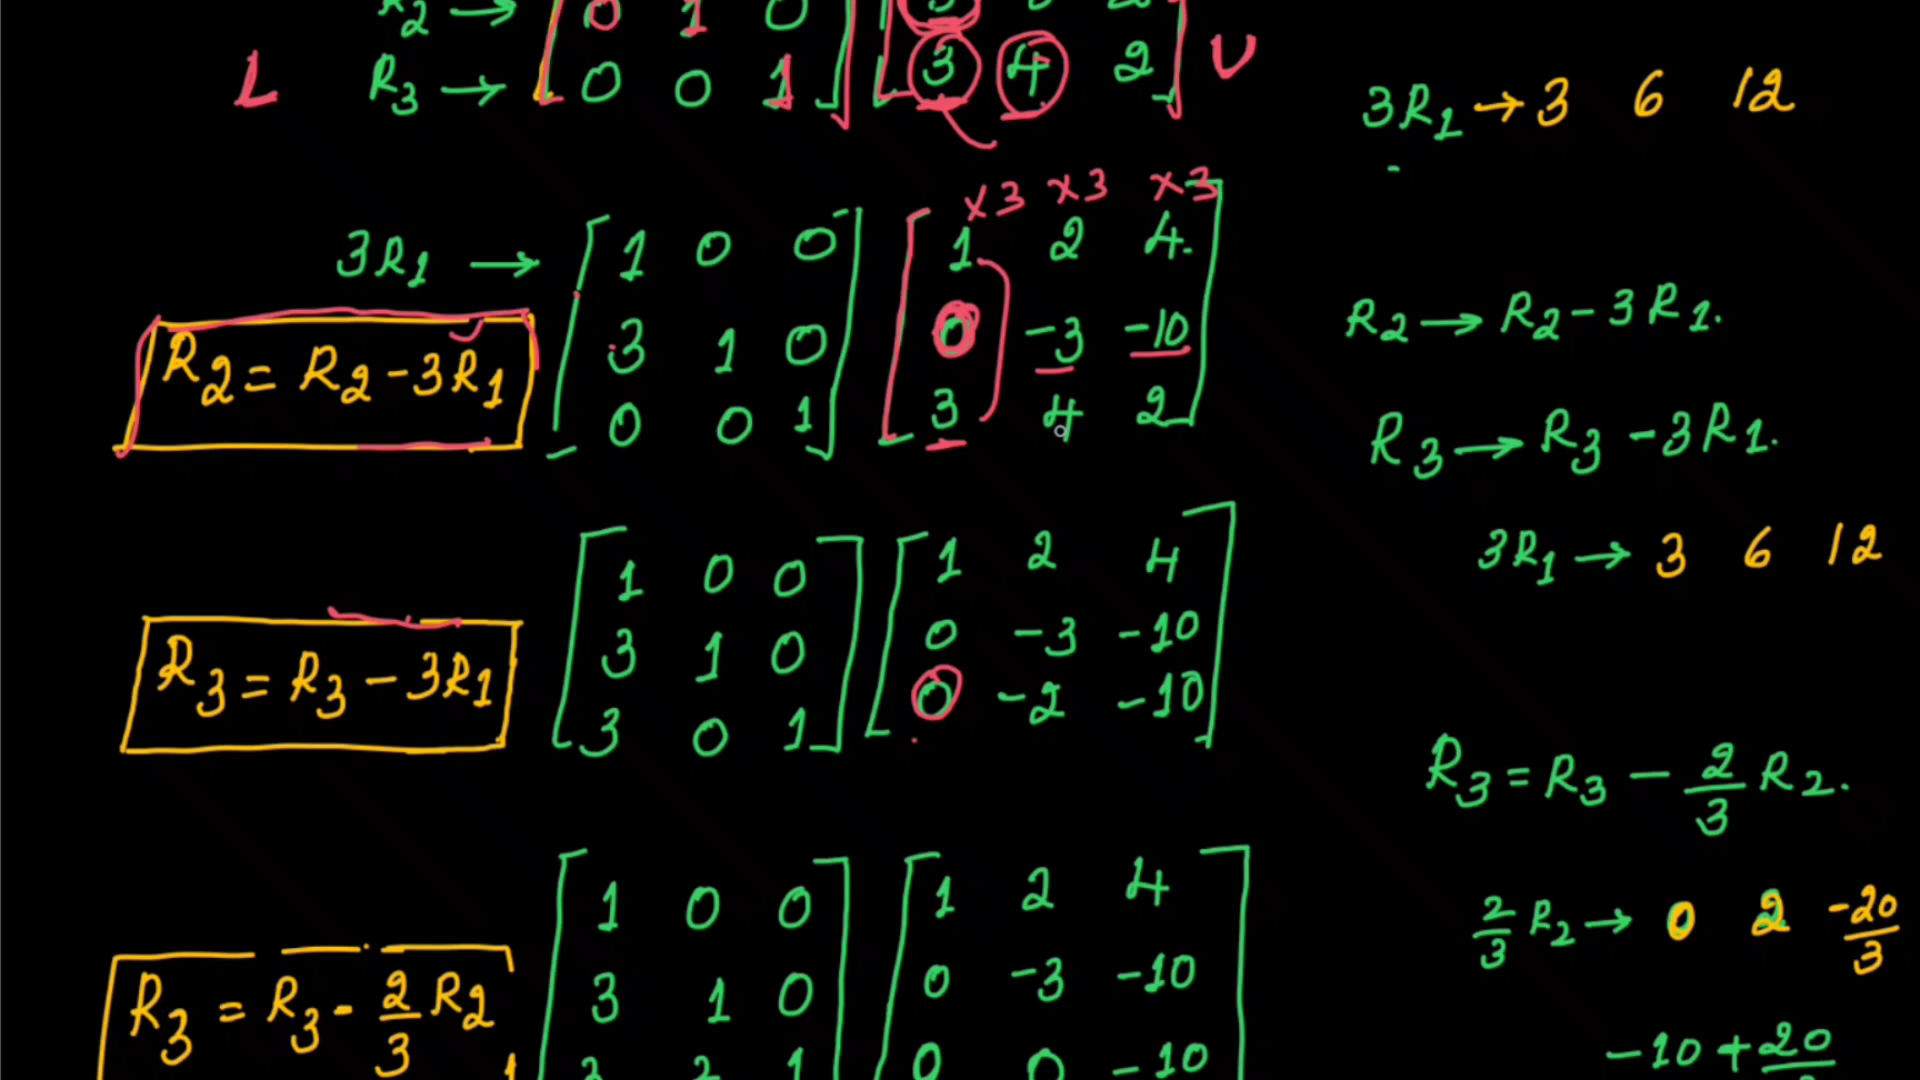 R2 → 0 1 0
L R3 → 0 0 1 3 4 2 U
3R1 → 3 6 12
×3 ×3 ×3
3R1 → 1 0 0 1 2 4
R2 = R2 - 3R1 3 1 0 0 -3 -10
0 0 1 3 4 2
R2 → R2 - 3R1.
R3 → R3 - 3R1.
3R1 → 3 6 12
1 0 0 1 2 4
R3 = R3 - 3R1 3 1 0 0 -3 -10
3 0 1 0 -2 -10
R3 = R3 - 2/3 R2.
2/3 R2 → 0 2 -20/3
1 0 0 1 2 4
R3 = R3 - 2/3 R2 3 1 0 0 -3 -10
0 0 -10
-10 + 20